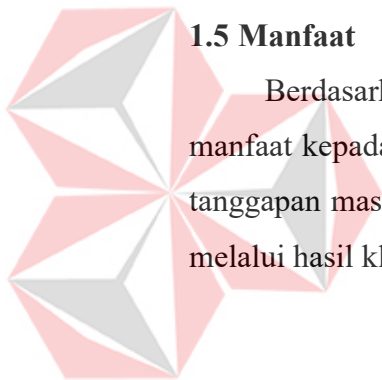 1.5 Manfaat
Berdasark
manfaat kepada
tanggapan mas
melalui hasil kl